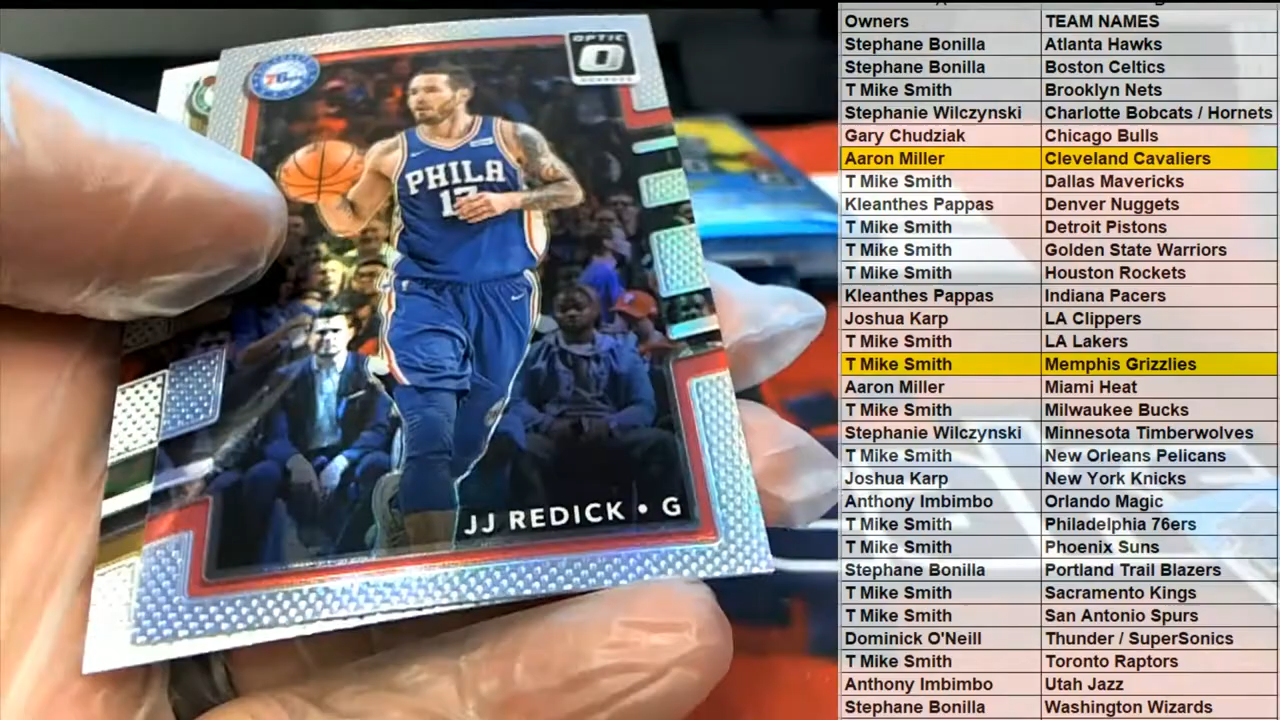 OPTIC
76ers
PHILA
17
JJ REDICK • G
Owners TEAM NAMES
Stephane Bonilla Atlanta Hawks
Stephane Bonilla Boston Celtics
T Mike Smith Brooklyn Nets
Stephanie Wilczynski Charlotte Bobcats / Hornets
Gary Chudziak Chicago Bulls
Aaron Miller Cleveland Cavaliers
T Mike Smith Dallas Mavericks
Kleanthes Pappas Denver Nuggets
T Mike Smith Detroit Pistons
T Mike Smith Golden State Warriors
T Mike Smith Houston Rockets
Kleanthes Pappas Indiana Pacers
Joshua Karp LA Clippers
T Mike Smith LA Lakers
T Mike Smith Memphis Grizzlies
Aaron Miller Miami Heat
T Mike Smith Milwaukee Bucks
Stephanie Wilczynski Minnesota Timberwolves
T Mike Smith New Orleans Pelicans
Joshua Karp New York Knicks
Anthony Imbimbo Orlando Magic
T Mike Smith Philadelphia 76ers
T Mike Smith Phoenix Suns
Stephane Bonilla Portland Trail Blazers
T Mike Smith Sacramento Kings
T Mike Smith San Antonio Spurs
Dominick O'Neill Thunder / SuperSonics
T Mike Smith Toronto Raptors
Anthony Imbimbo Utah Jazz
Stephane Bonilla Washington Wizards